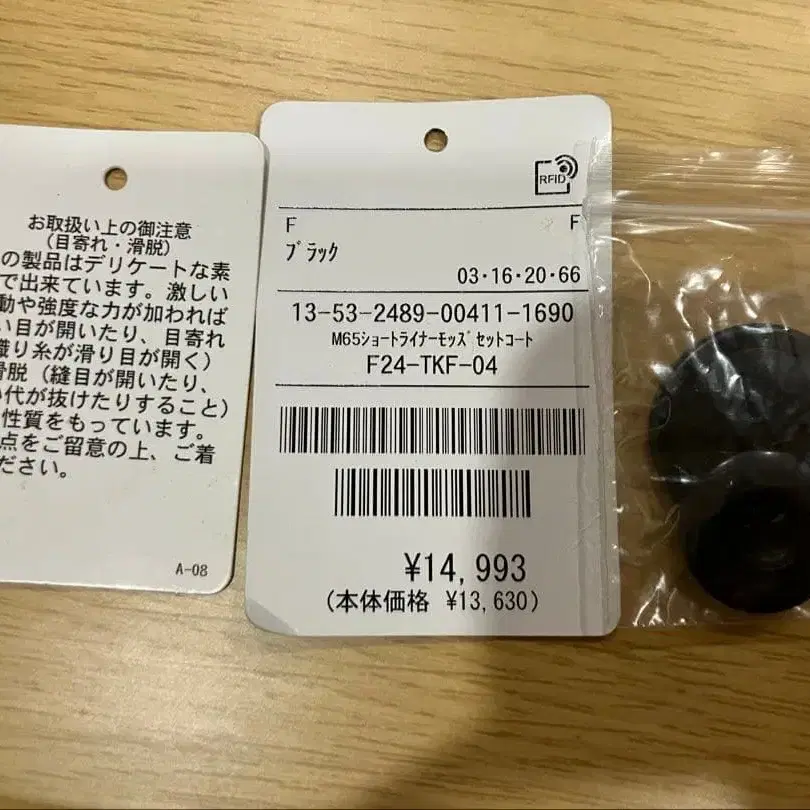 お取扱い上の御注意
(目寄れ・滑脱)
の製品はデリケートな素
で出来ています。激しい
動や強度な力が加われば
い目が開いたり、目寄れ
織り糸が滑り目が開く)
滑脱 (縫目が開いたり、
い代が抜けたりすること)
性質をもっています。
点をご留意の上、ご着
ださい。
A-08
RFID
F F
ﾌﾞﾗｯｸ
03・16・20・66
13-53-2489-00411-1690
M65ｼｮｰﾄﾗｲﾅｰﾓｯｽﾞｾｯﾄｺｰﾄ
F24-TKF-04
¥14,993
(本体価格 ¥13,630)